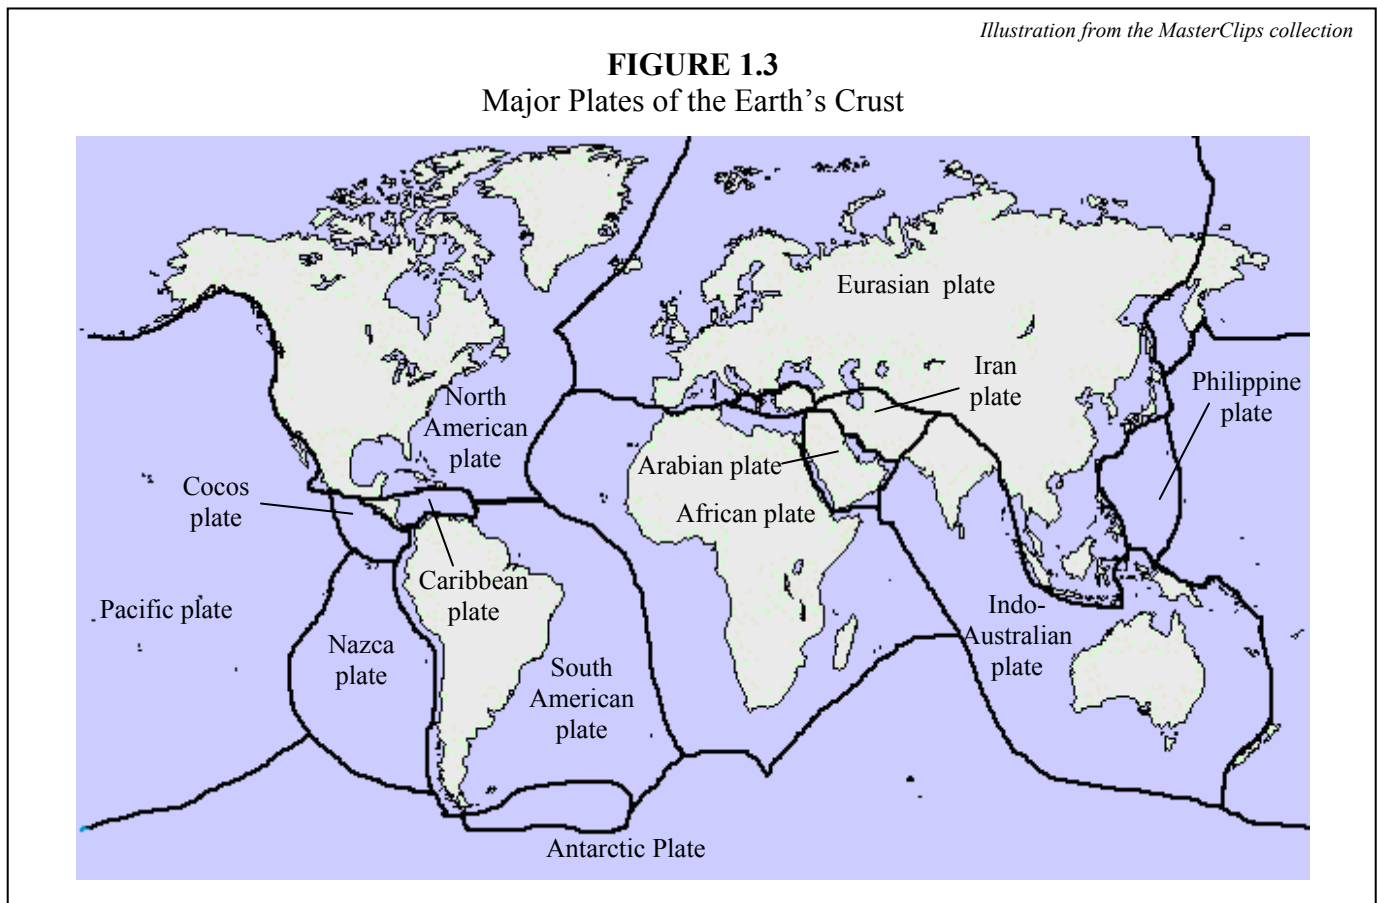 Illustration from the MasterClips collection
FIGURE 1.3
Major Plates of the Earth’s Crust
Eurasian plate
Iran
plate
Philippine
plate
North
American
plate
Arabian plate
Cocos
plate
African plate
Caribbean
plate
Pacific plate
Indo-
Australian
plate
Nazca
plate
South
American
plate
Antarctic Plate